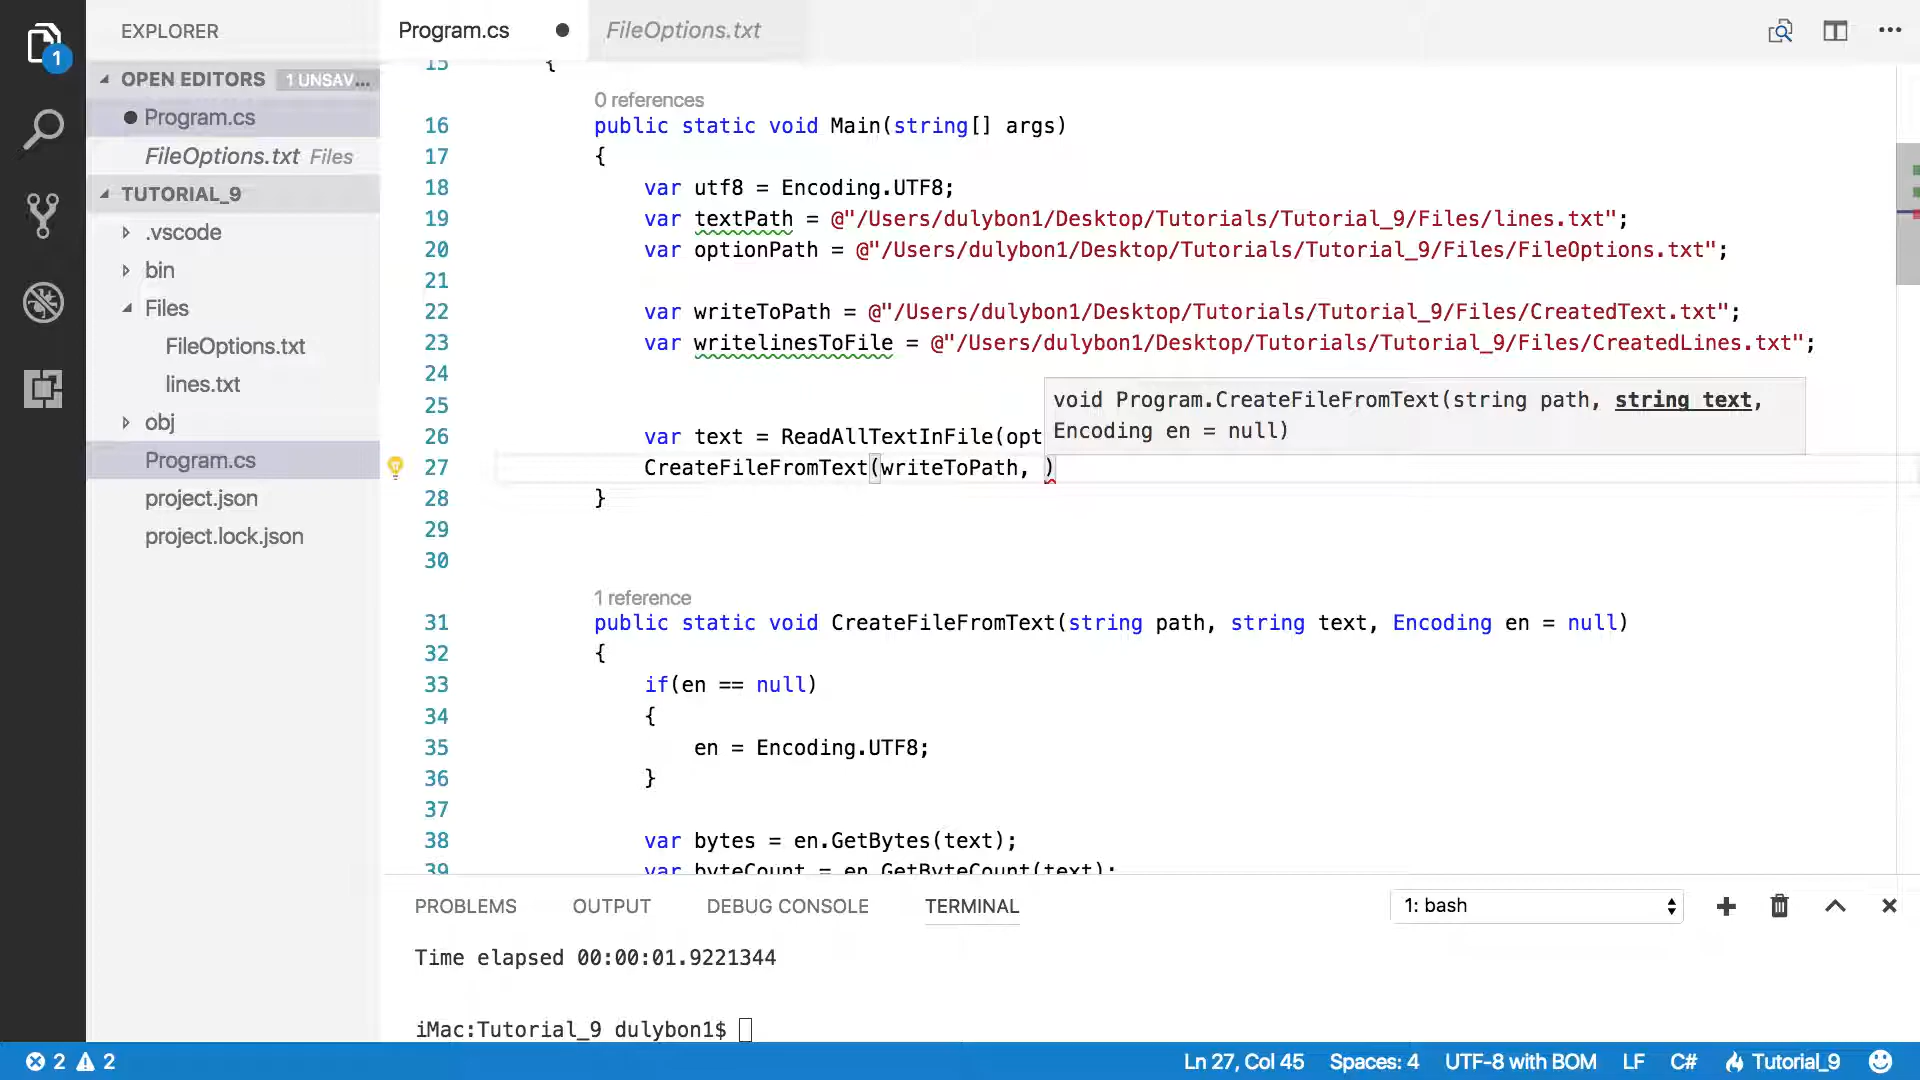 EXPLORER
OPEN EDITORS 1 UNSAV...
Program.cs
FileOptions.txt Files
TUTORIAL_9
.vscode
bin
Files
FileOptions.txt
lines.txt
obj
Program.cs
project.json
project.lock.json
1
Program.cs FileOptions.txt
15 {
0 references
16 public static void Main(string[] args)
17 {
18 var utf8 = Encoding.UTF8;
19 var textPath = @"/Users/dulybon1/Desktop/Tutorials/Tutorial_9/Files/lines.txt";
20 var optionPath = @"/Users/dulybon1/Desktop/Tutorials/Tutorial_9/Files/FileOptions.txt";
21
22 var writeToPath = @"/Users/dulybon1/Desktop/Tutorials/Tutorial_9/Files/CreatedText.txt";
23 var writelinesToFile = @"/Users/dulybon1/Desktop/Tutorials/Tutorial_9/Files/CreatedLines.txt";
24
25
void Program.CreateFileFromText(string path, string text,
Encoding en = null)
26 var text = ReadAllTextInFile(opt
27 CreateFileFromText(writeToPath, )
28 }
29
30
1 reference
31 public static void CreateFileFromText(string path, string text, Encoding en = null)
32 {
33 if(en == null)
34 {
35 en = Encoding.UTF8;
36 }
37
38 var bytes = en.GetBytes(text);
39 var byteCount = en.GetByteCount(text);
PROBLEMS OUTPUT DEBUG CONSOLE TERMINAL 1: bash
Time elapsed 00:00:01.9221344
iMac:Tutorial_9 dulybon1$
2 2 Ln 27, Col 45 Spaces: 4 UTF-8 with BOM LF C# Tutorial_9